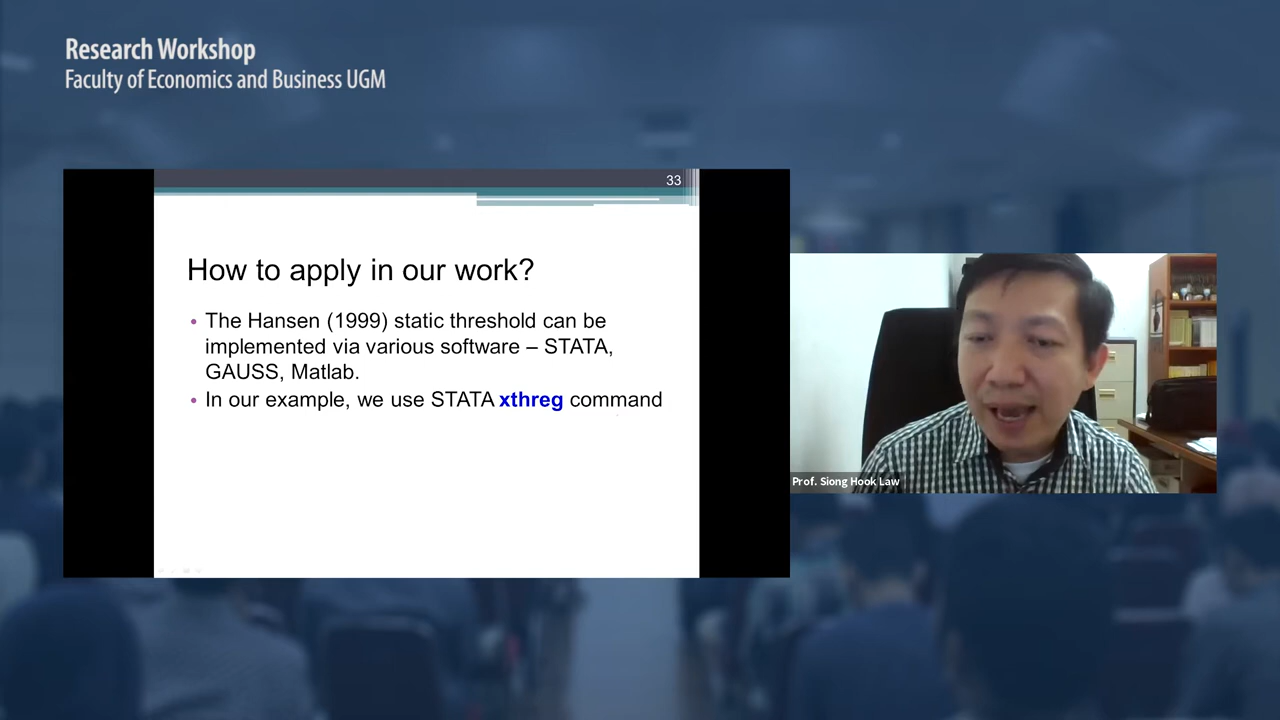 Research Workshop
Faculty of Economics and Business UGM
33
How to apply in our work?
• The Hansen (1999) static threshold can be
implemented via various software – STATA,
GAUSS, Matlab.
• In our example, we use STATA xthreg command
Prof. Siong Hook Law